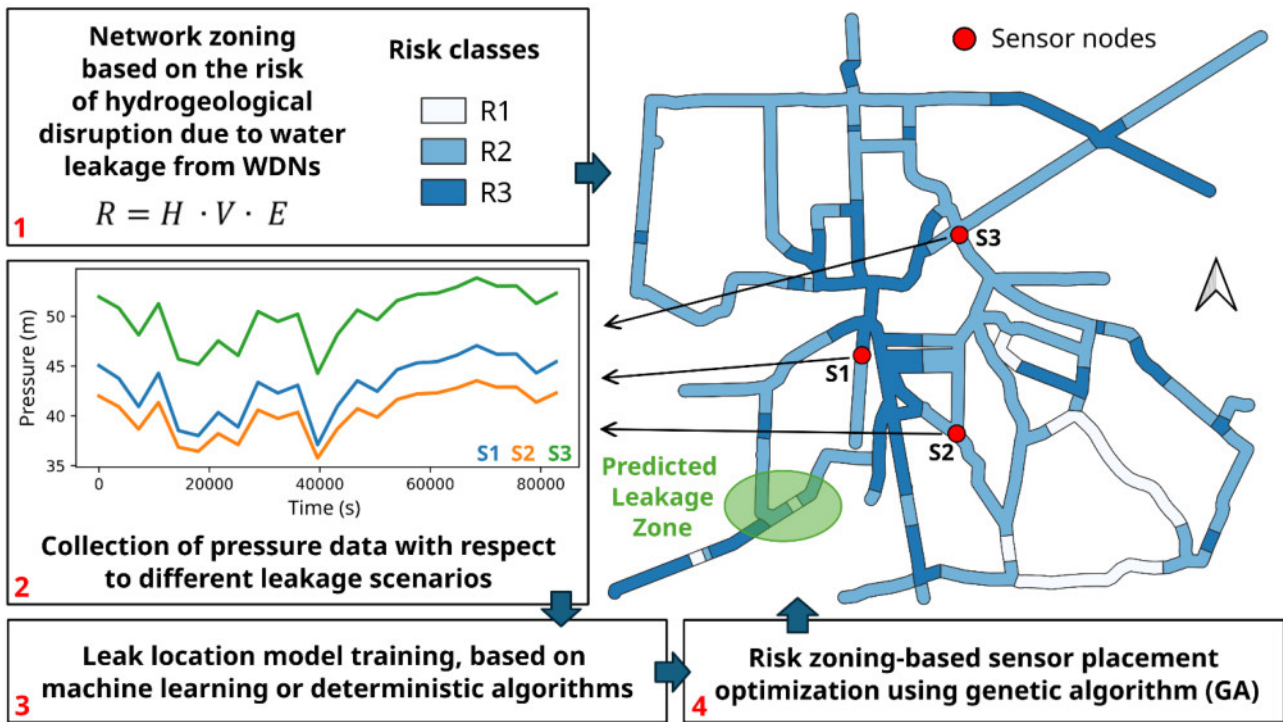 Network zoning
based on the risk
of hydrogeological
disruption due to water
leakage from WDNs
R = H · V · E
1
Risk classes
R1
R2
R3
Sensor nodes
S3
S1
S2
Predicted
Leakage
Zone
Pressure (m)
50
45
40
35
S1 S2 S3
0 20000 40000 60000 80000
Time (s)
Collection of pressure data with respect
to different leakage scenarios
2
Leak location model training, based on
machine learning or deterministic algorithms
3
Risk zoning-based sensor placement
optimization using genetic algorithm (GA)
4